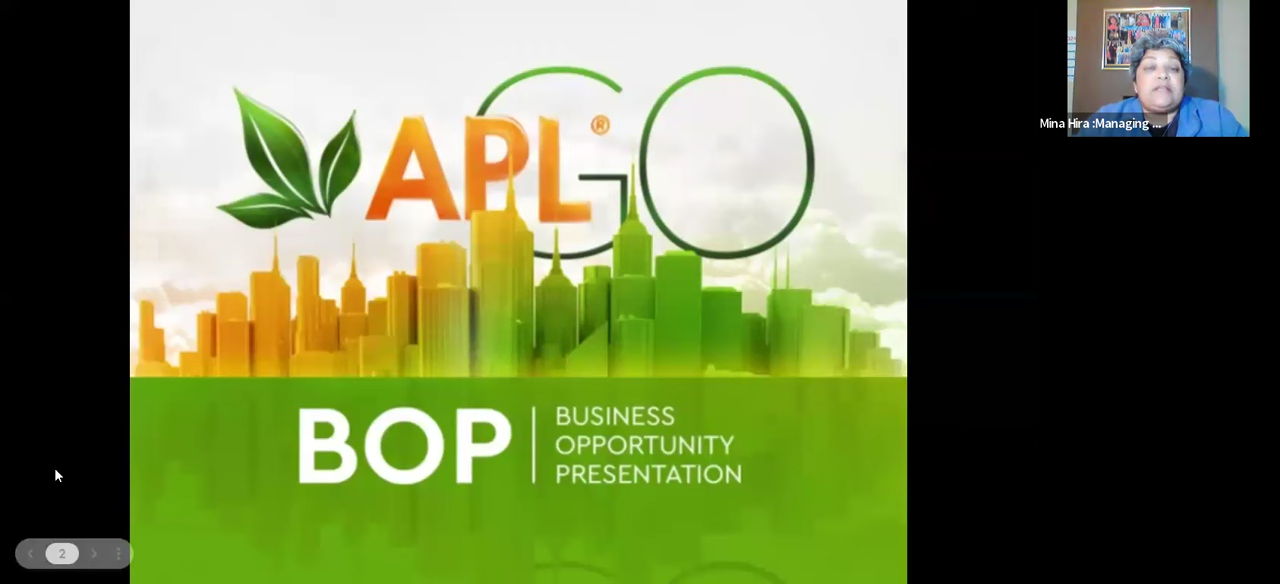 APL GO ®
Mina Hira :Managing ...
BOP
BUSINESS
OPPORTUNITY
PRESENTATION
2